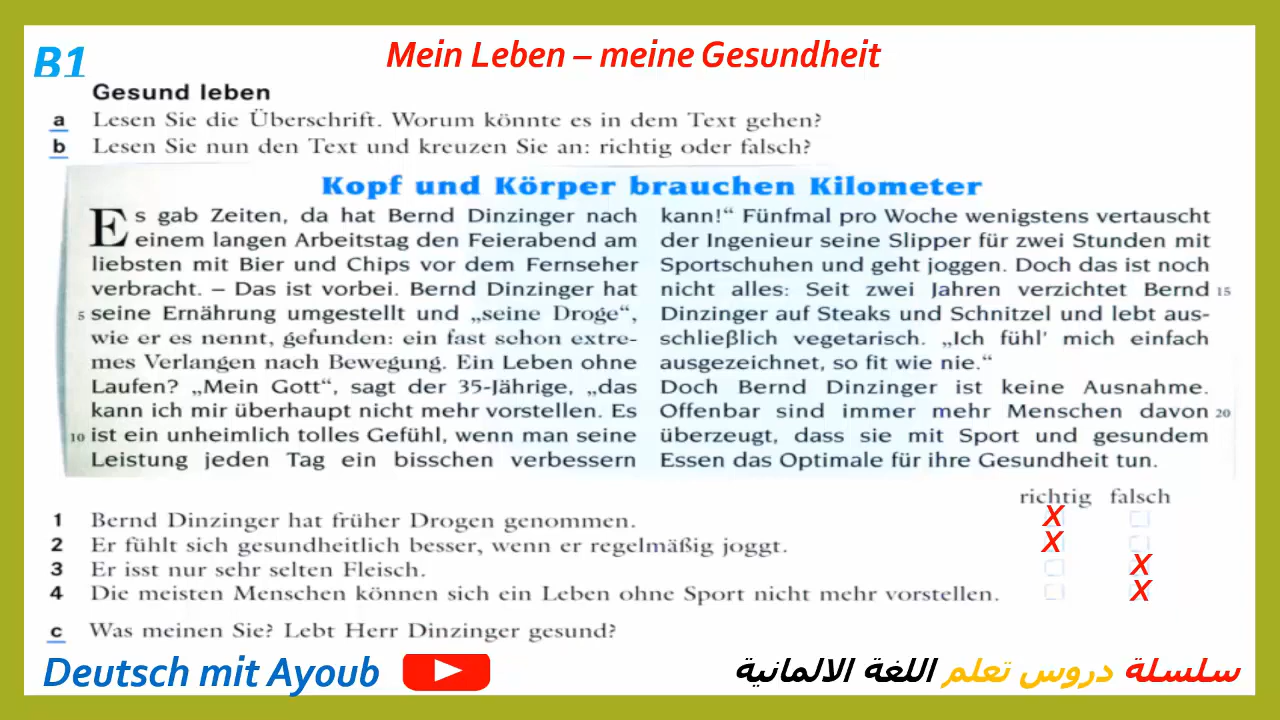 B1
Mein Leben – meine Gesundheit
Gesund leben
a Lesen Sie die Überschrift. Worum könnte es in dem Text gehen?
b Lesen Sie nun den Text und kreuzen Sie an: richtig oder falsch?
Kopf und Körper brauchen Kilometer
Es gab Zeiten, da hat Bernd Dinzinger nach
einem langen Arbeitstag den Feierabend am
liebsten mit Bier und Chips vor dem Fernseher
verbracht. – Das ist vorbei. Bernd Dinzinger hat
5 seine Ernährung umgestellt und „seine Droge“,
wie er es nennt, gefunden: ein fast schon extre-
mes Verlangen nach Bewegung. Ein Leben ohne
Laufen? „Mein Gott“, sagt der 35-Jährige, „das
kann ich mir überhaupt nicht mehr vorstellen. Es
10 ist ein unheimlich tolles Gefühl, wenn man seine
Leistung jeden Tag ein bisschen verbessern
kann!“ Fünfmal pro Woche wenigstens vertauscht
der Ingenieur seine Slipper für zwei Stunden mit
Sportschuhen und geht joggen. Doch das ist noch
nicht alles: Seit zwei Jahren verzichtet Bernd 15
Dinzinger auf Steaks und Schnitzel und lebt aus-
schließlich vegetarisch. „Ich fühl’ mich einfach
ausgezeichnet, so fit wie nie.“
Doch Bernd Dinzinger ist keine Ausnahme.
Offenbar sind immer mehr Menschen davon 20
überzeugt, dass sie mit Sport und gesundem
Essen das Optimale für ihre Gesundheit tun.
richtig falsch
1 Bernd Dinzinger hat früher Drogen genommen. X
2 Er fühlt sich gesundheitlich besser, wenn er regelmäßig joggt. X
3 Er isst nur sehr selten Fleisch. X
4 Die meisten Menschen können sich ein Leben ohne Sport nicht mehr vorstellen. X
c Was meinen Sie? Lebt Herr Dinzinger gesund?
Deutsch mit Ayoub
سلسلة دروس تعلم اللغة الالمانية